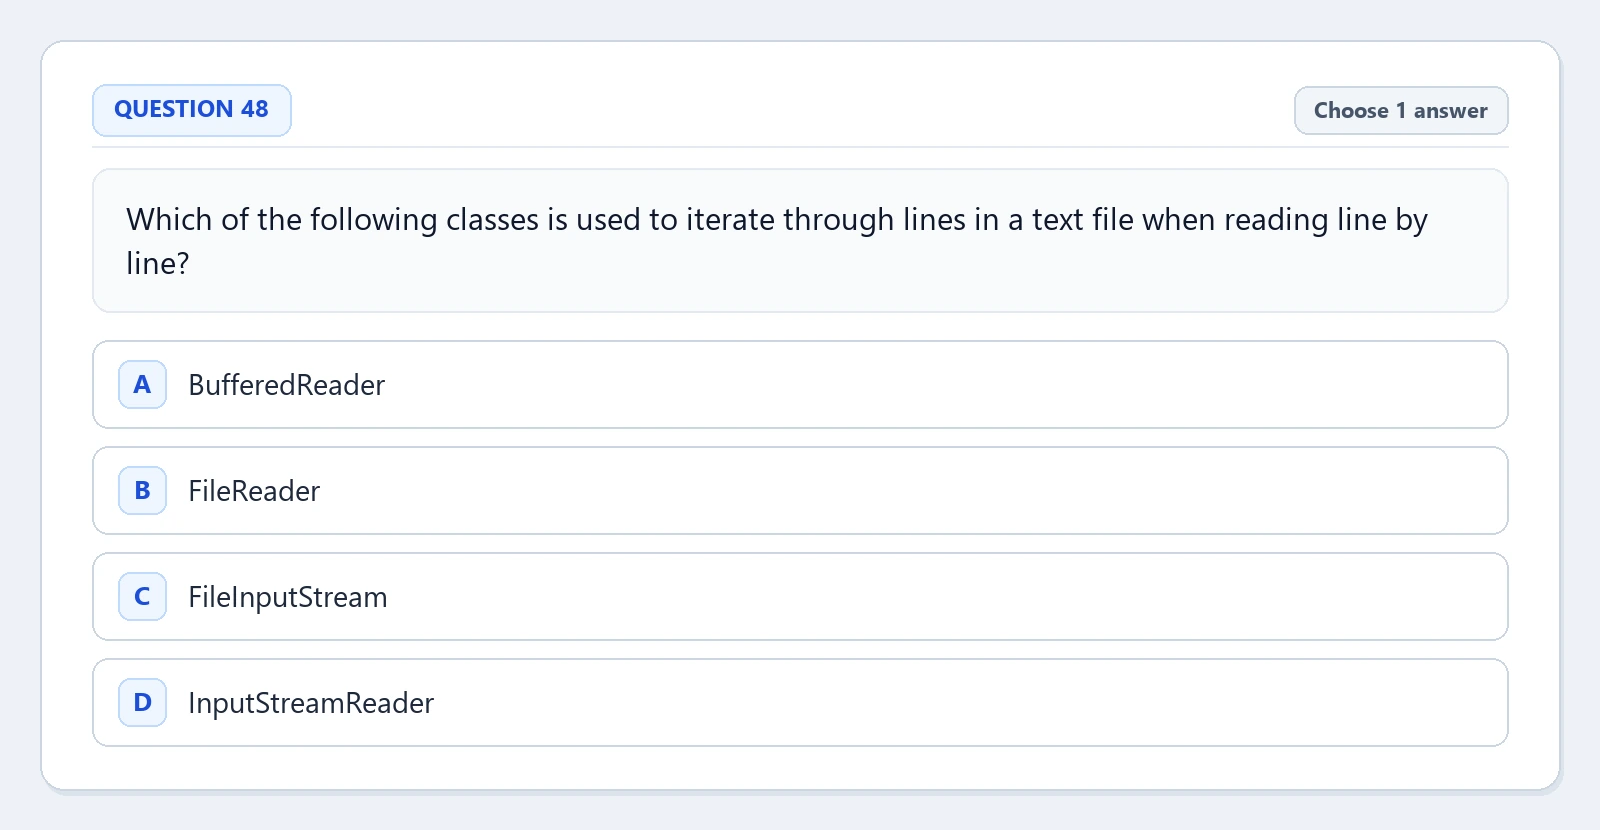 QUESTION 48
Choose 1 answer
Which of the following classes is used to iterate through lines in a text file when reading line by
line?
A BufferedReader
B FileReader
C FileInputStream
D InputStreamReader